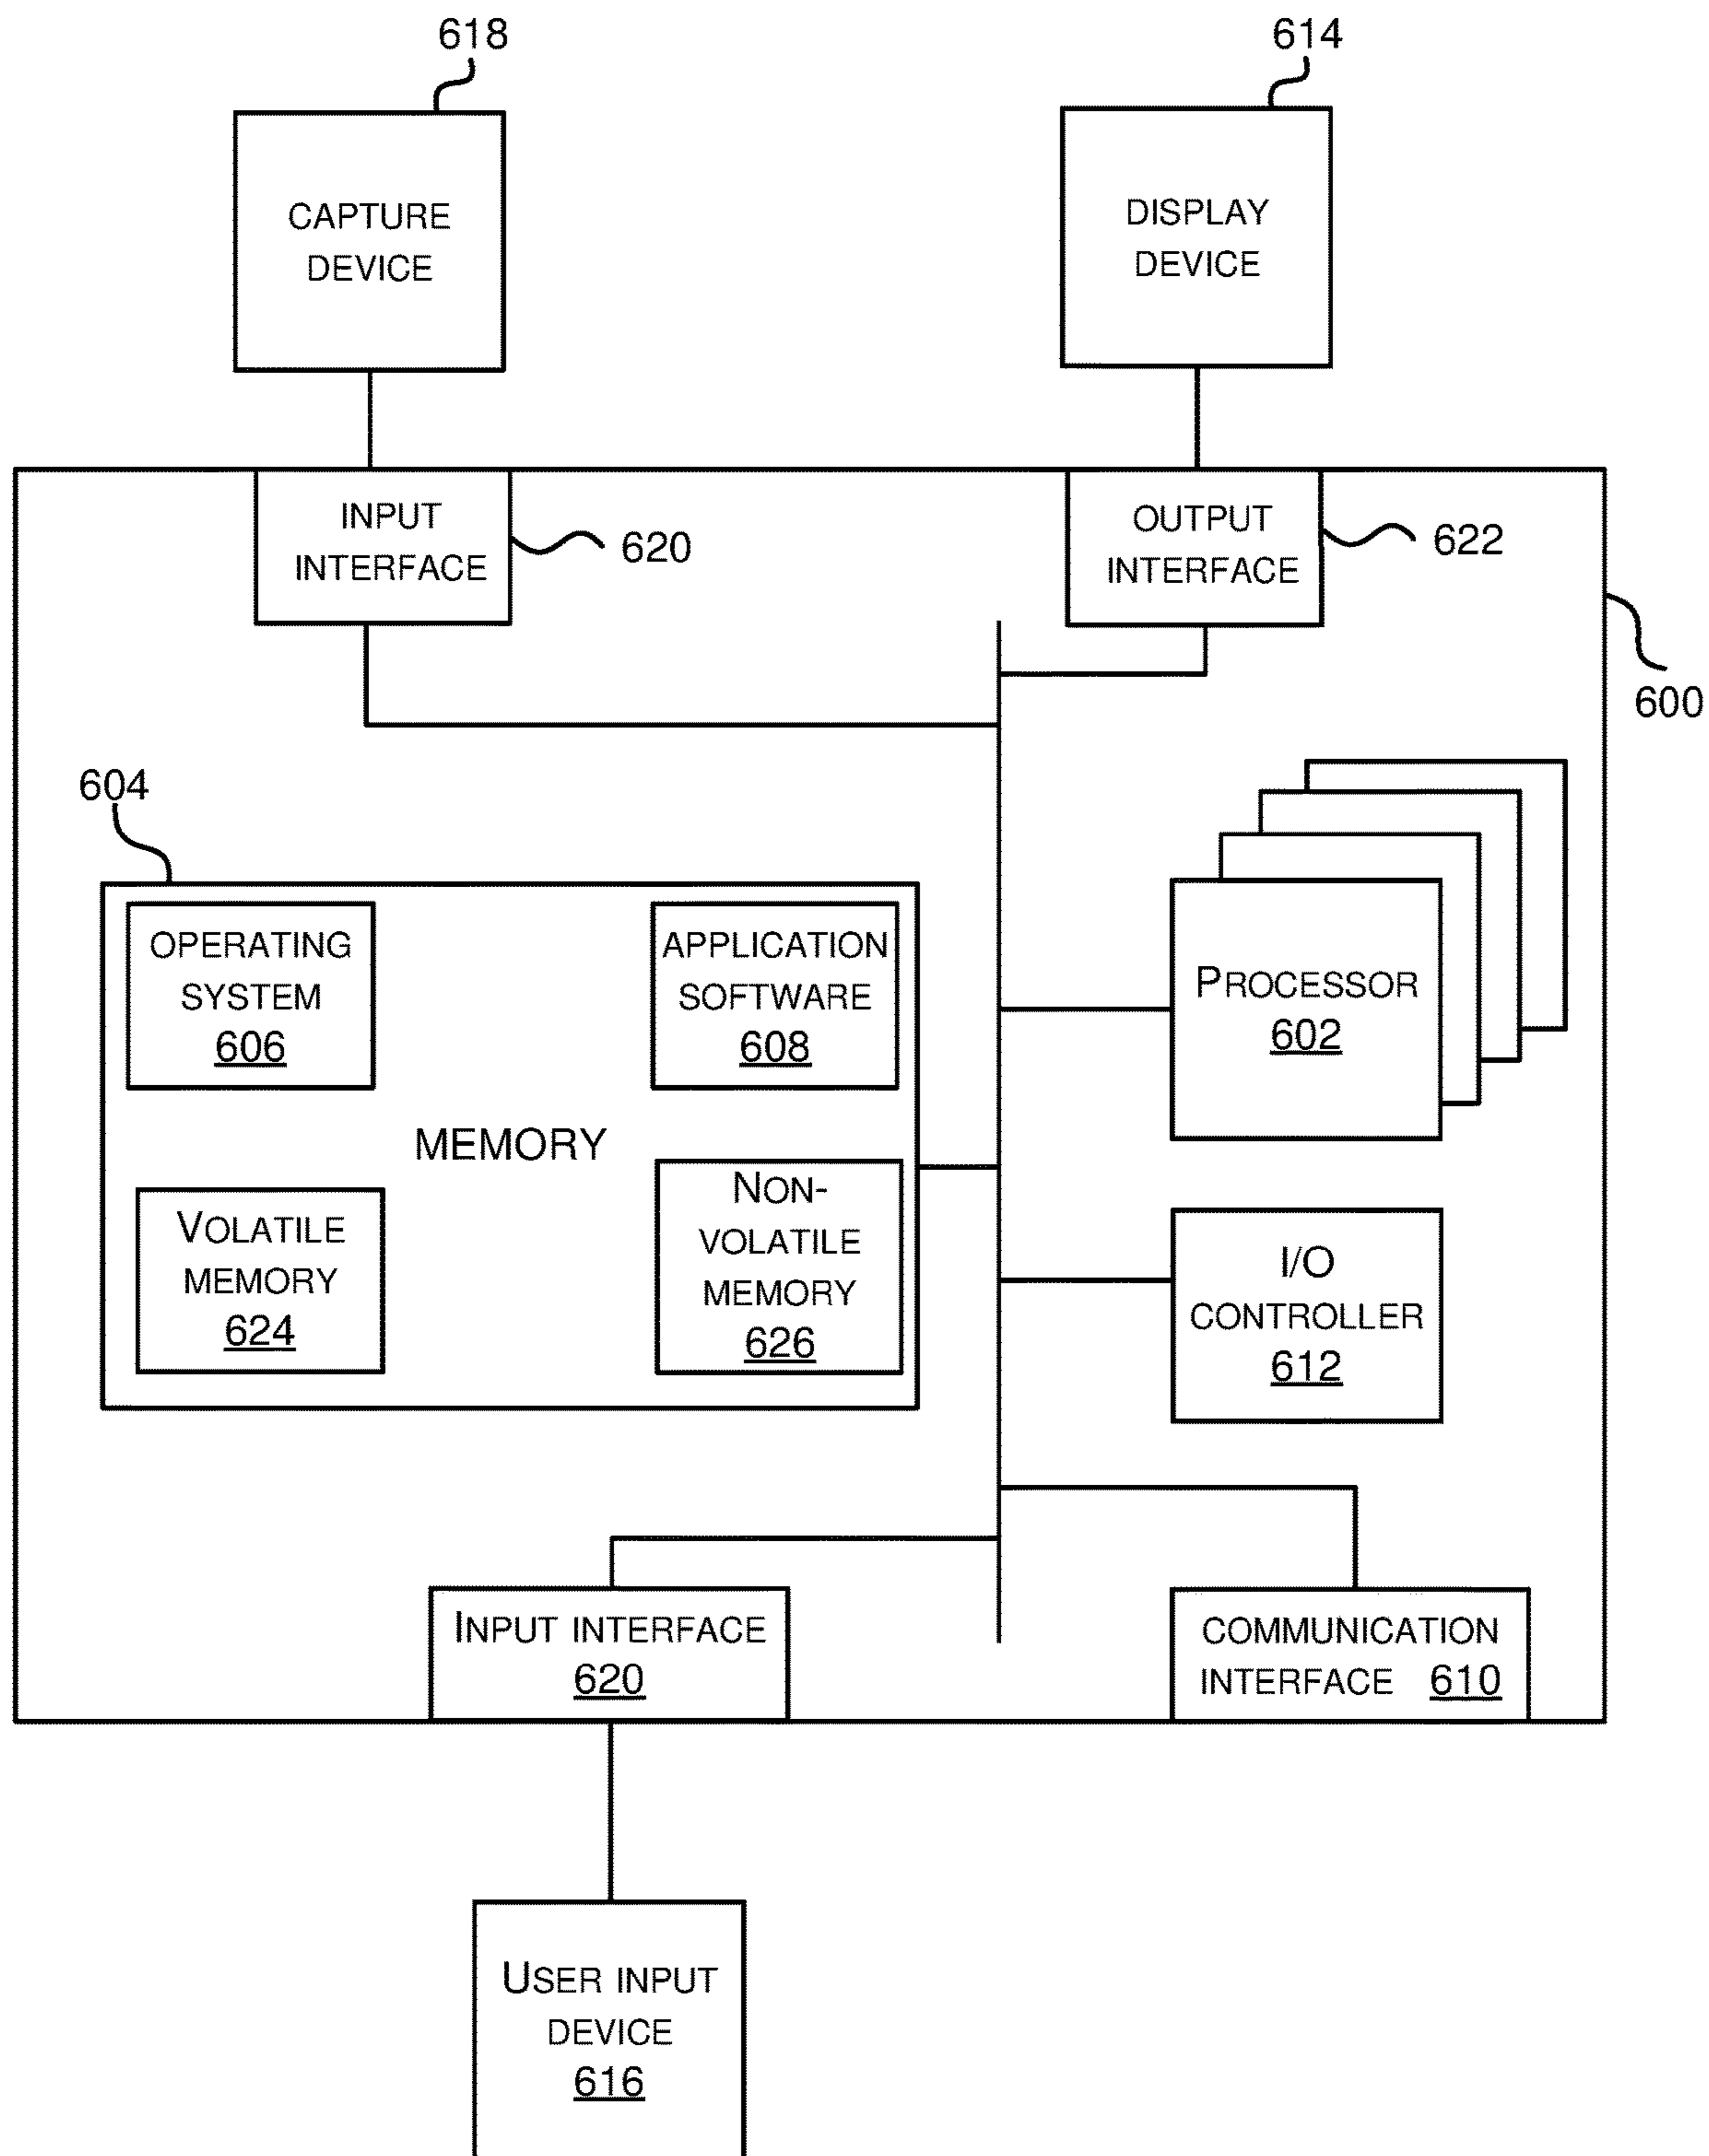 618
614
CAPTURE
DEVICE
DISPLAY
DEVICE
INPUT
INTERFACE
620
OUTPUT
INTERFACE
622
600
604
OPERATING
SYSTEM
606
APPLICATION
SOFTWARE
608
PROCESSOR
602
MEMORY
VOLATILE
MEMORY
624
NON-
VOLATILE
MEMORY
626
I/O
CONTROLLER
612
INPUT INTERFACE
620
COMMUNICATION
INTERFACE 610
USER INPUT
DEVICE
616